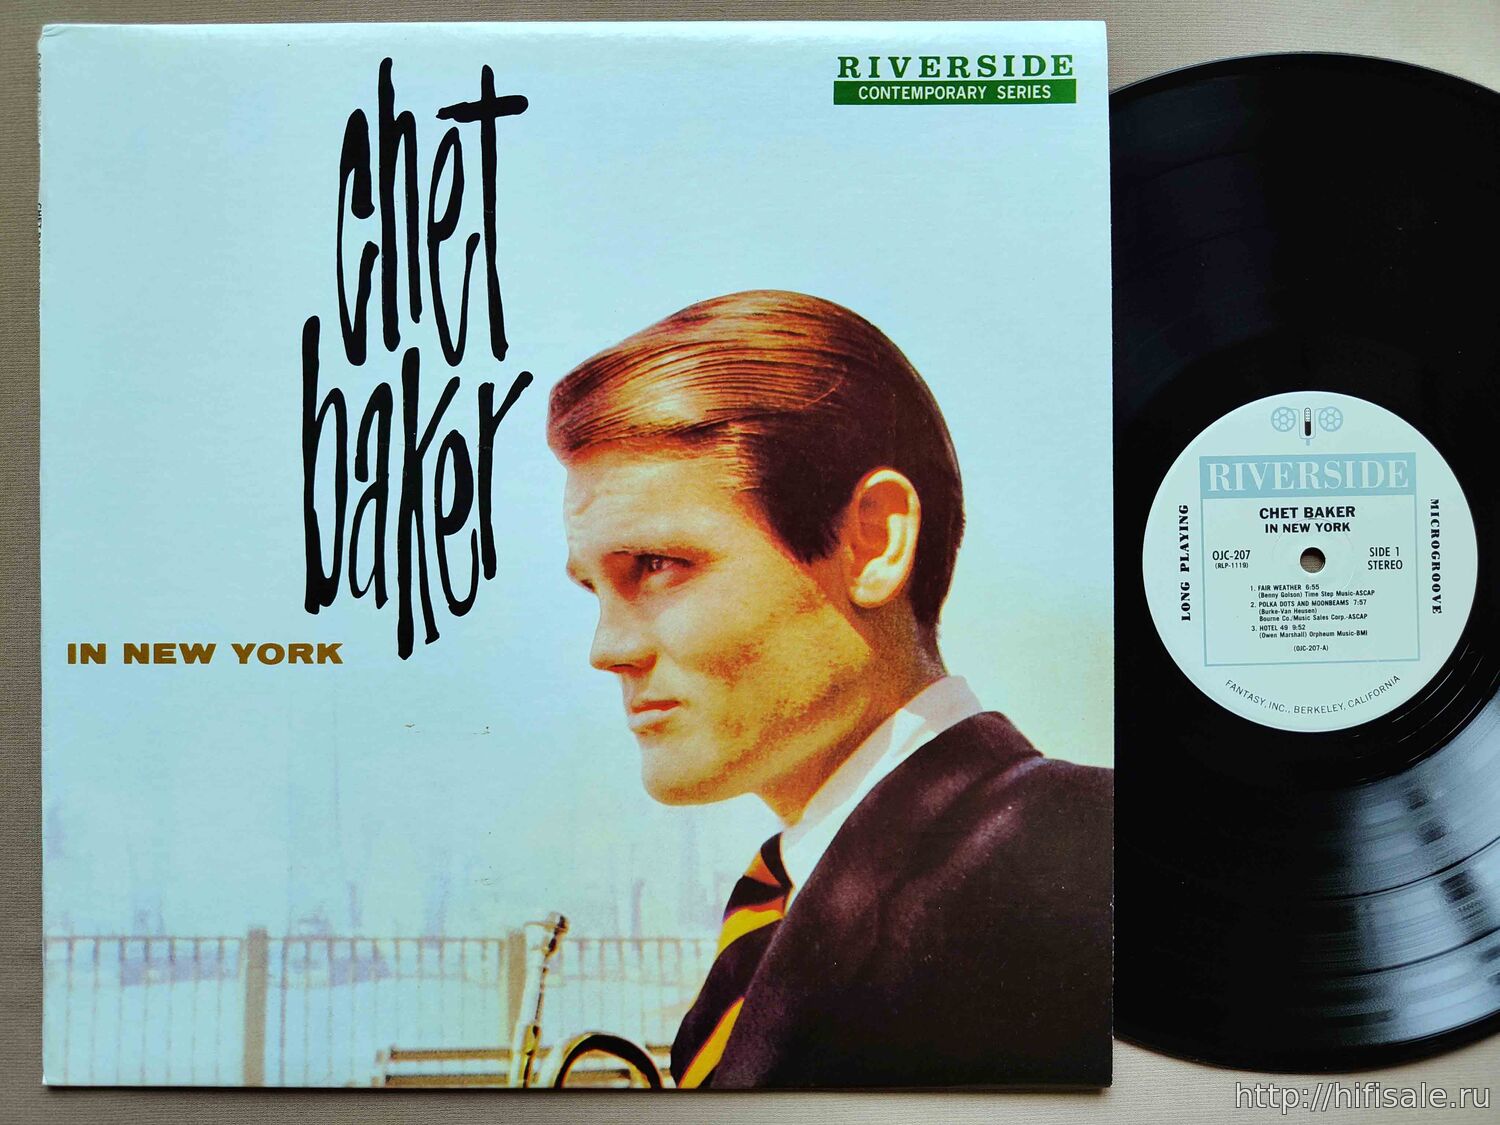 chet
baker
IN NEW YORK
RIVERSIDE
CONTEMPORARY SERIES
RIVERSIDE
CHET BAKER
IN NEW YORK
LONG PLAYING
MICROGROOVE
OJC-207
(RLP-1119)
SIDE 1
STEREO
1. FAIR WEATHER 6:55
(Benny Golson) Time Step Music-ASCAP
2. POLKA DOTS AND MOONBEAMS 7:57
(Burke-Van Heusen)
Bourne Co./Music Sales Corp.-ASCAP
3. HOTEL 49 9:52
(Owen Marshall) Orpheum Music-BMI
(OJC-207-A)
FANTASY, INC., BERKELEY, CALIFORNIA
http://hifisale.ru